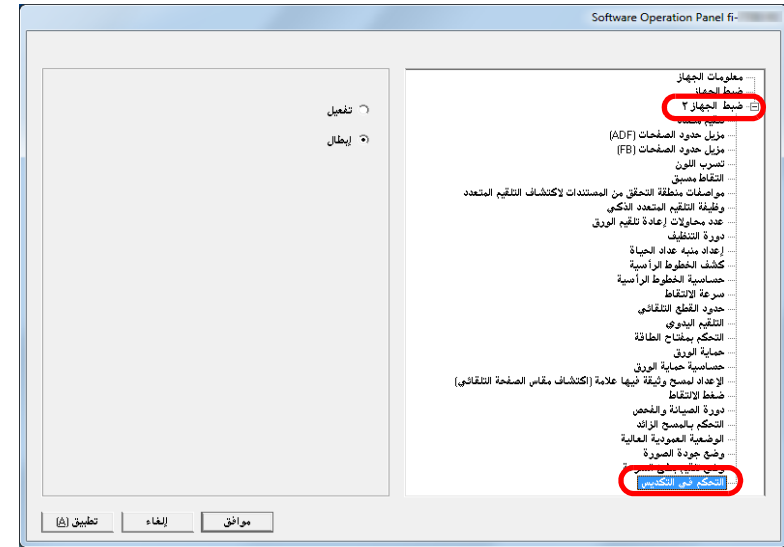 Software Operation Panel fi-
معلومات الجهاز
ضبط الجهاز
ضبط الجهاز ٢
مزيل حدود الصفحات (ADF)
مزيل حدود الصفحات (FB)
تسرب اللون
التقاط مسبق
مواصفات منطقة التحقق من المستندات لاكتشاف التلقيم المتعدد
وظيفة التلقيم المتعدد الذكي
عدد محاولات إعادة تلقيم الورق
دورة التنظيف
إعداد منبه عداد الحياة
كشف الخطوط الرأسية
حساسية الخطوط الرأسية
سرعة الالتقاط
حدود القطع التلقائي
التلقيم اليدوي
التحكم بمفتاح الطاقة
حماية الورق
حساسية حماية الورق
الإعداد لمسح وثيقة فيها علامة (اكتشاف مقاس الصفحة التلقائي)
ضغط الالتقاط
دورة الصيانة والفحص
التحكم بالمسح الزائد
الوضعية العمودية العالية
وضع جودة الصورة
التحكم في التكديس
تفعيل
إبطال
موافق
إلغاء
تطبيق (A)